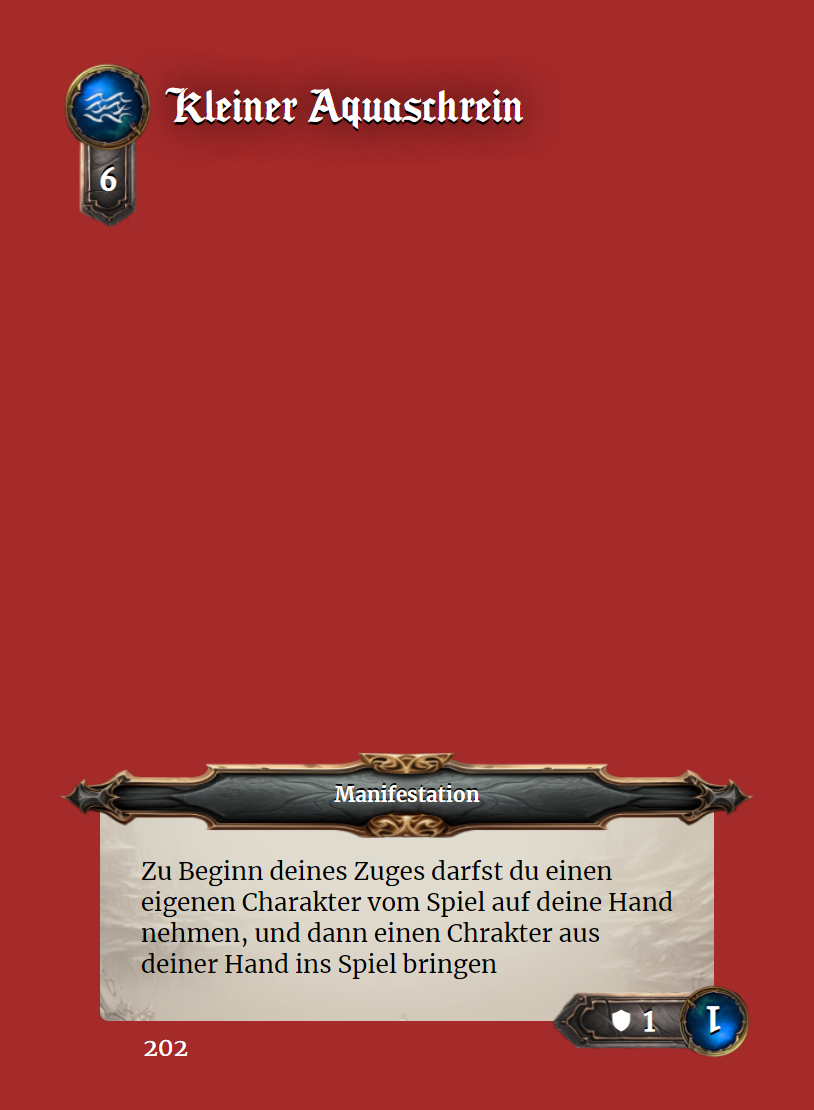 Kleiner Aquaschrein
6
Manifestation
Zu Beginn deines Zuges darfst du einen
eigenen Charakter vom Spiel auf deine Hand
nehmen, und dann einen Chrakter aus
deiner Hand ins Spiel bringen
1 1
202